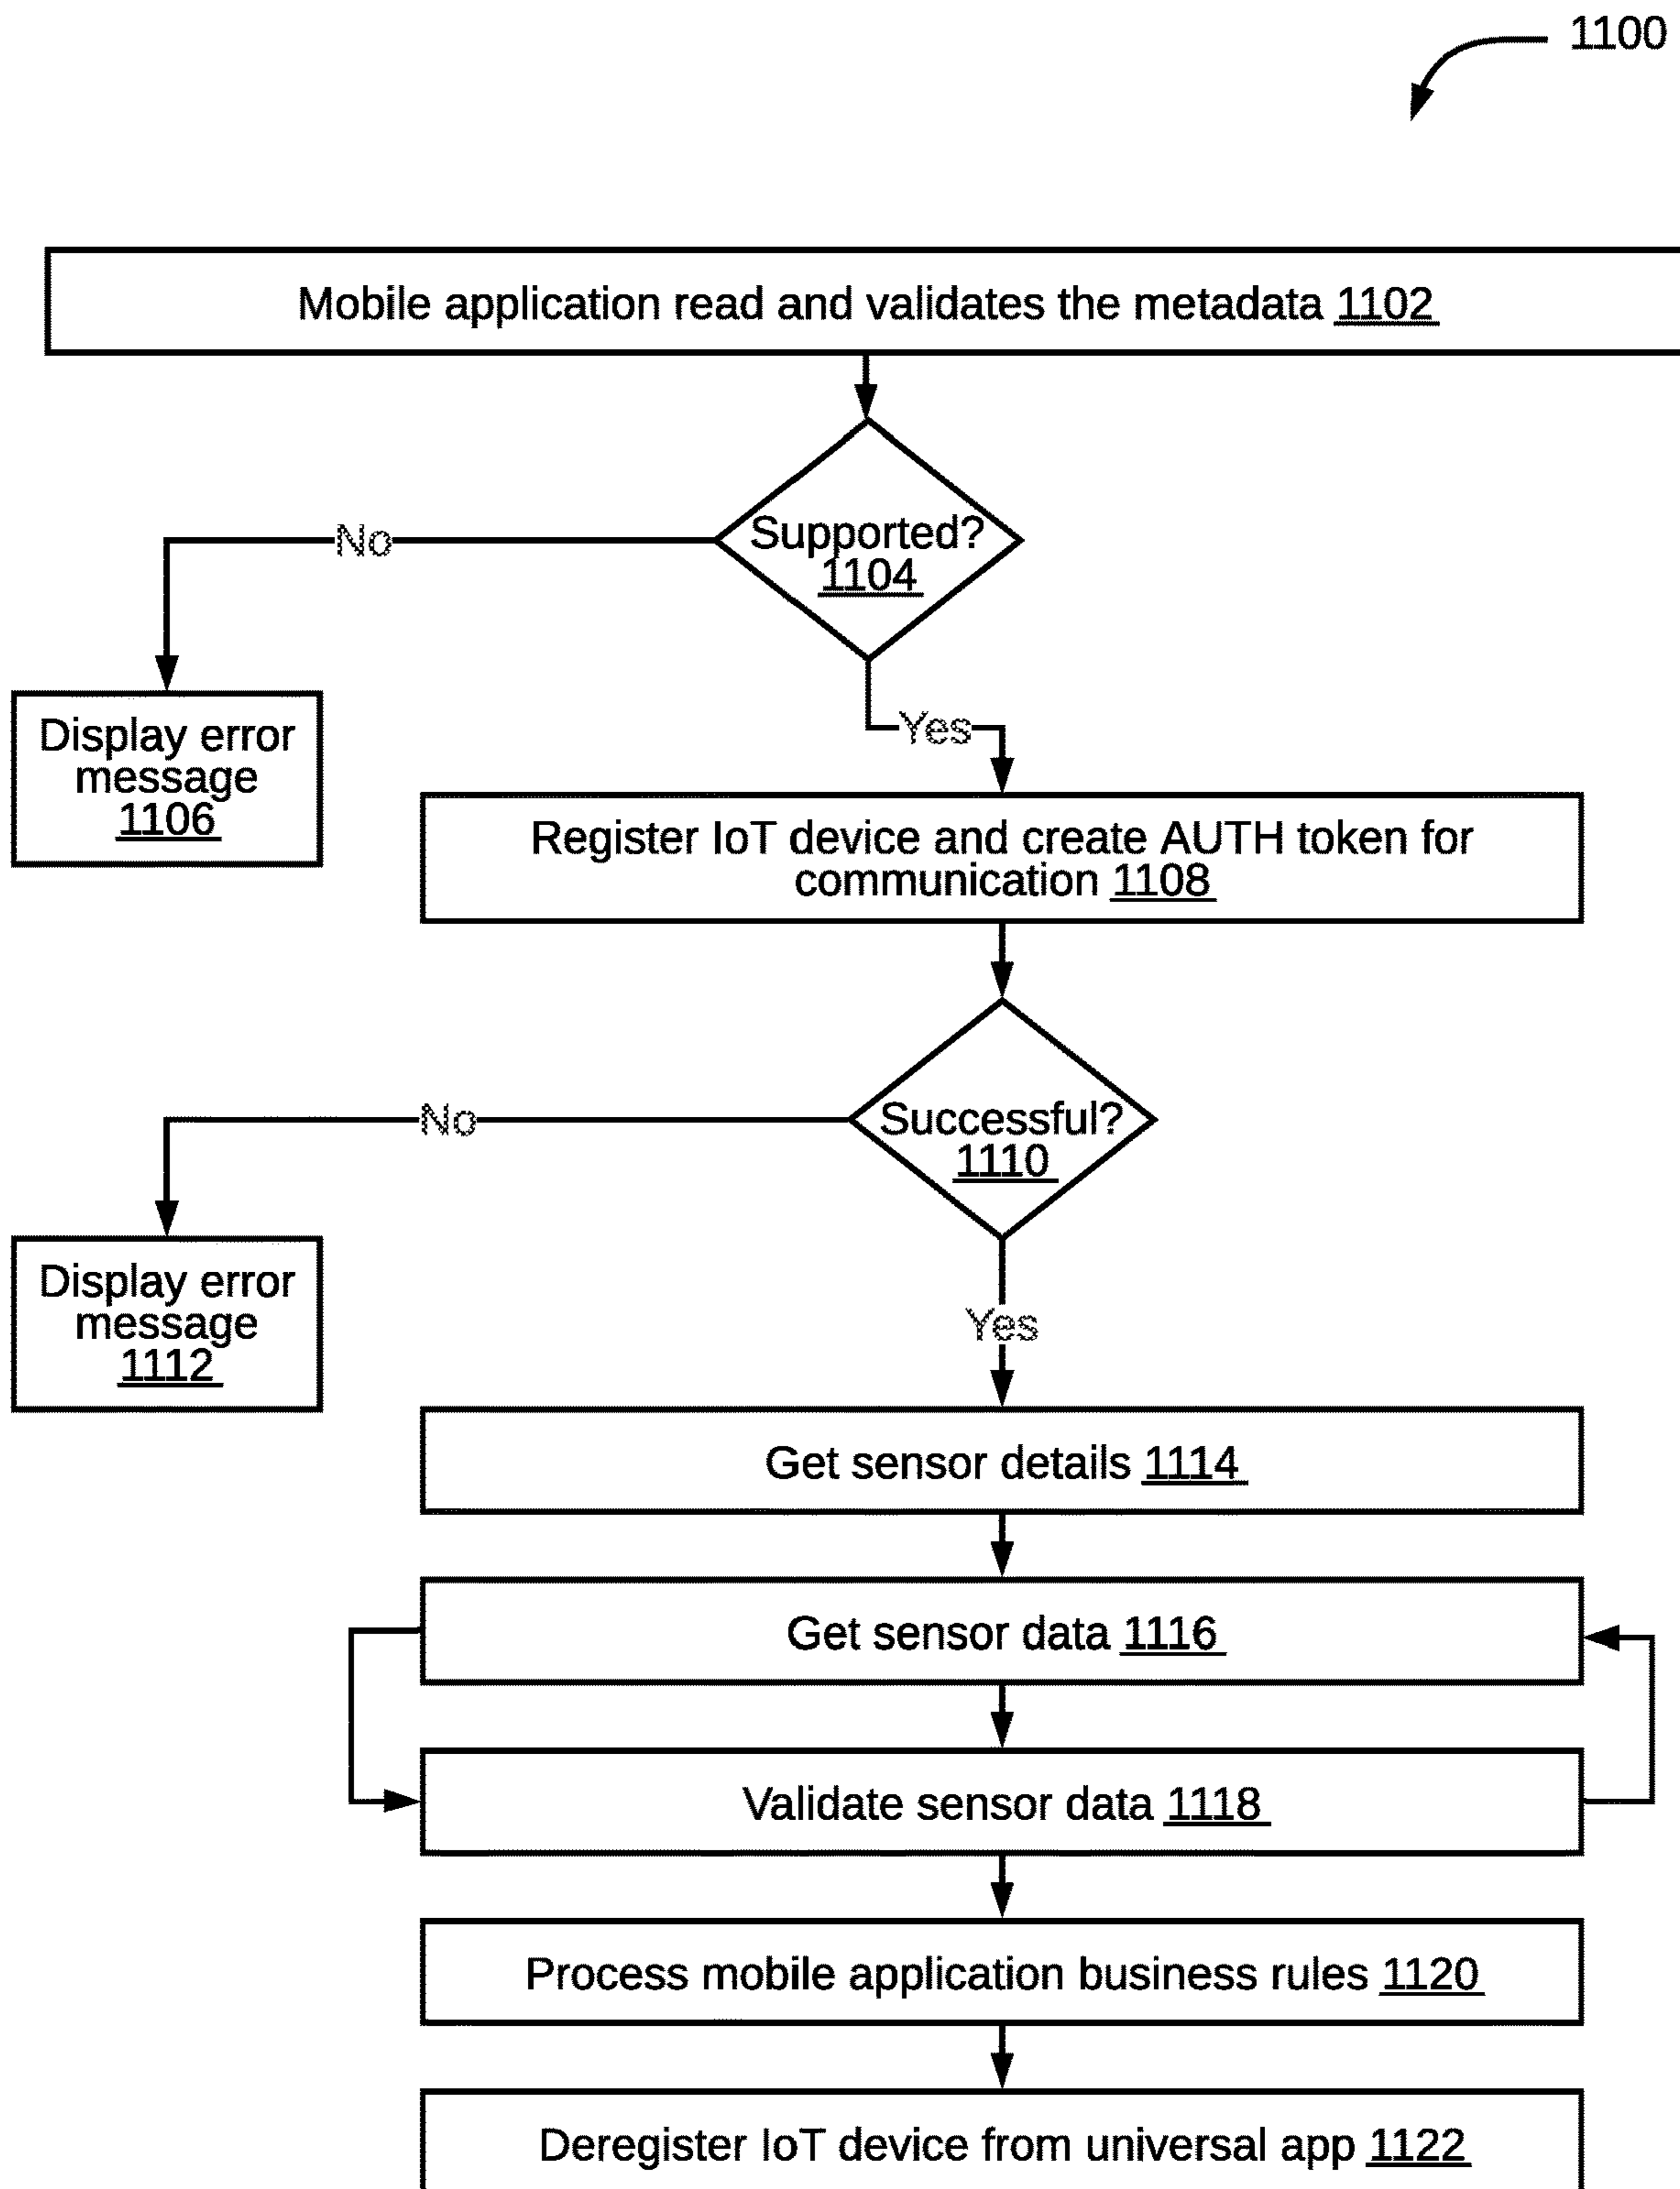 1100
Mobile application read and validates the metadata 1102
Supported?
1104
No
Yes
Display error
message
1106
Register IoT device and create AUTH token for
communication 1108
Successful?
1110
No
Yes
Display error
message
1112
Get sensor details 1114
Get sensor data 1116
Validate sensor data 1118
Process mobile application business rules 1120
Deregister IoT device from universal app 1122